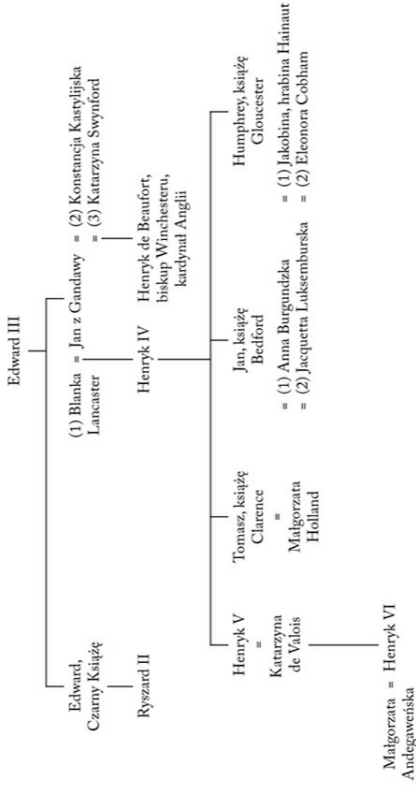 Edward III
Edward,
Czarny Książę
(1) Blanka = Jan z Gandawy = (2) Konstancja Kastylijska
Lancaster
= (3) Katarzyna Swynford
Ryszard II
Henryk IV
Henryk de Beaufort,
biskup Winchesteru,
kardynał Anglii
Henryk V
=
Katarzyna
de Valois
Tomasz, książę
Clarence
=
Małgorzata
Holland
Jan, książę
Bedford
= (1) Anna Burgundzka
= (2) Jacquetta Luksemburska
Humphrey, książę
Gloucester
= (1) Jakobina, hrabina Hainaut
= (2) Eleonora Cobham
Małgorzata = Henryk VI
Andegaweńska